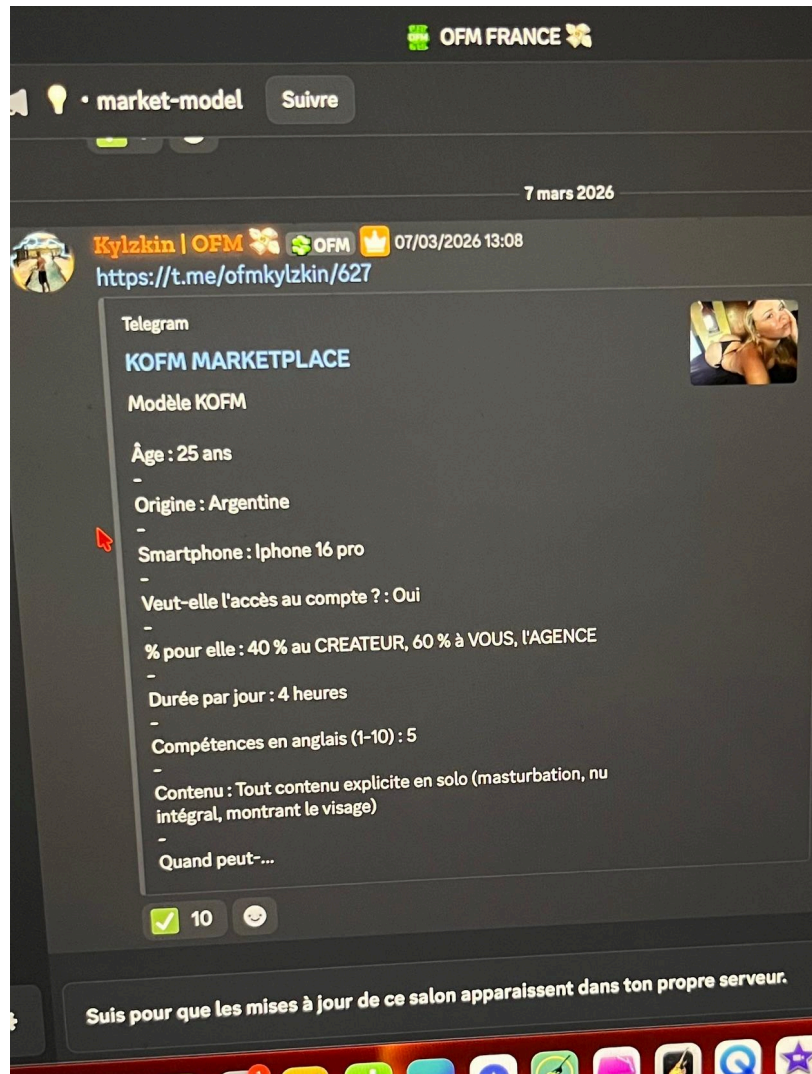 OFM FRANCE
• market-model
Suivre
7 mars 2026
Kylzkin | OFM
OFM
07/03/2026 13:08
https://t.me/ofmkylzkin/627
Telegram
KOFM MARKETPLACE
Modèle KOFM
Âge : 25 ans
-
Origine : Argentine
-
Smartphone : Iphone 16 pro
-
Veut-elle l'accès au compte ? : Oui
-
% pour elle : 40 % au CREATEUR, 60 % à VOUS, l'AGENCE
-
Durée par jour : 4 heures
-
Compétences en anglais (1-10) : 5
-
Contenu : Tout contenu explicite en solo (masturbation, nu
intégral, montrant le visage)
-
Quand peut-...
10
Suis pour que les mises à jour de ce salon apparaissent dans ton propre serveur.